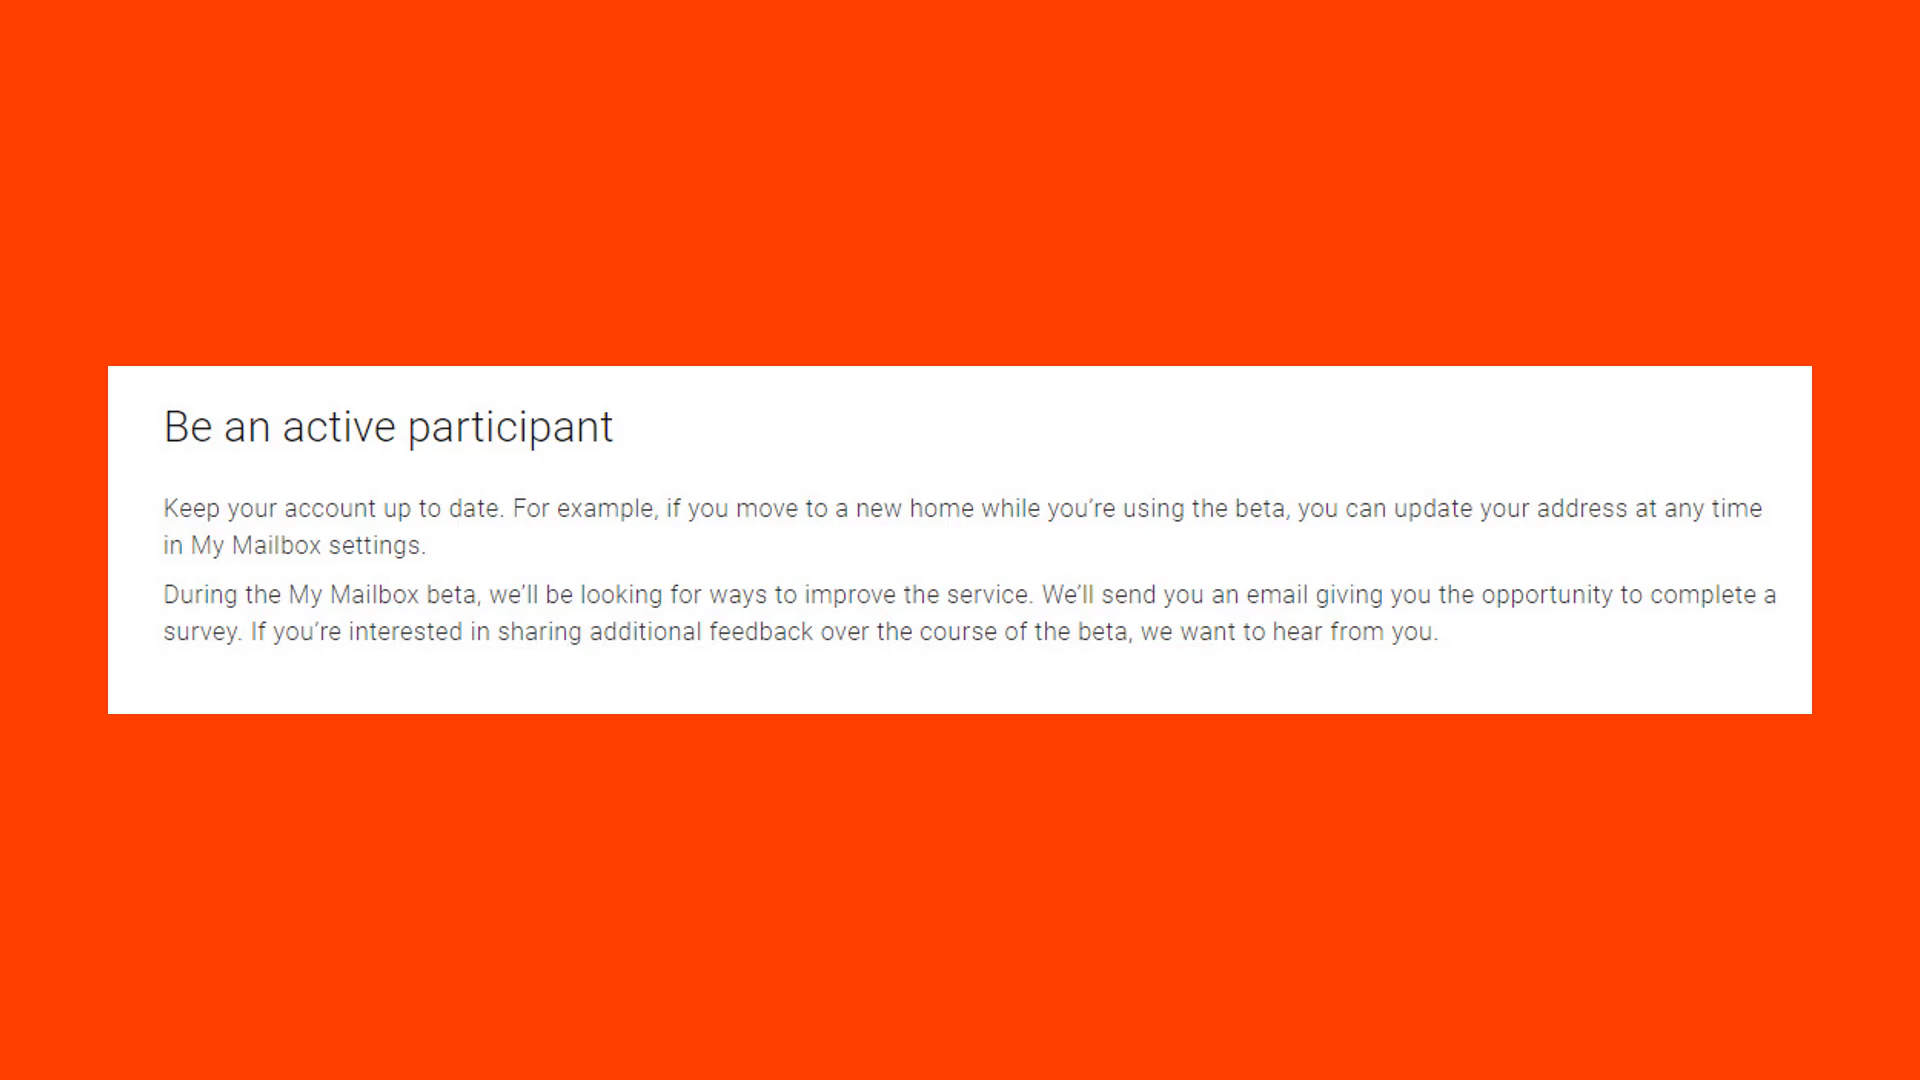 Be an active participant
Keep your account up to date. For example, if you move to a new home while you’re using the beta, you can update your address at any time
in My Mailbox settings.
During the My Mailbox beta, we’ll be looking for ways to improve the service. We’ll send you an email giving you the opportunity to complete a
survey. If you’re interested in sharing additional feedback over the course of the beta, we want to hear from you.